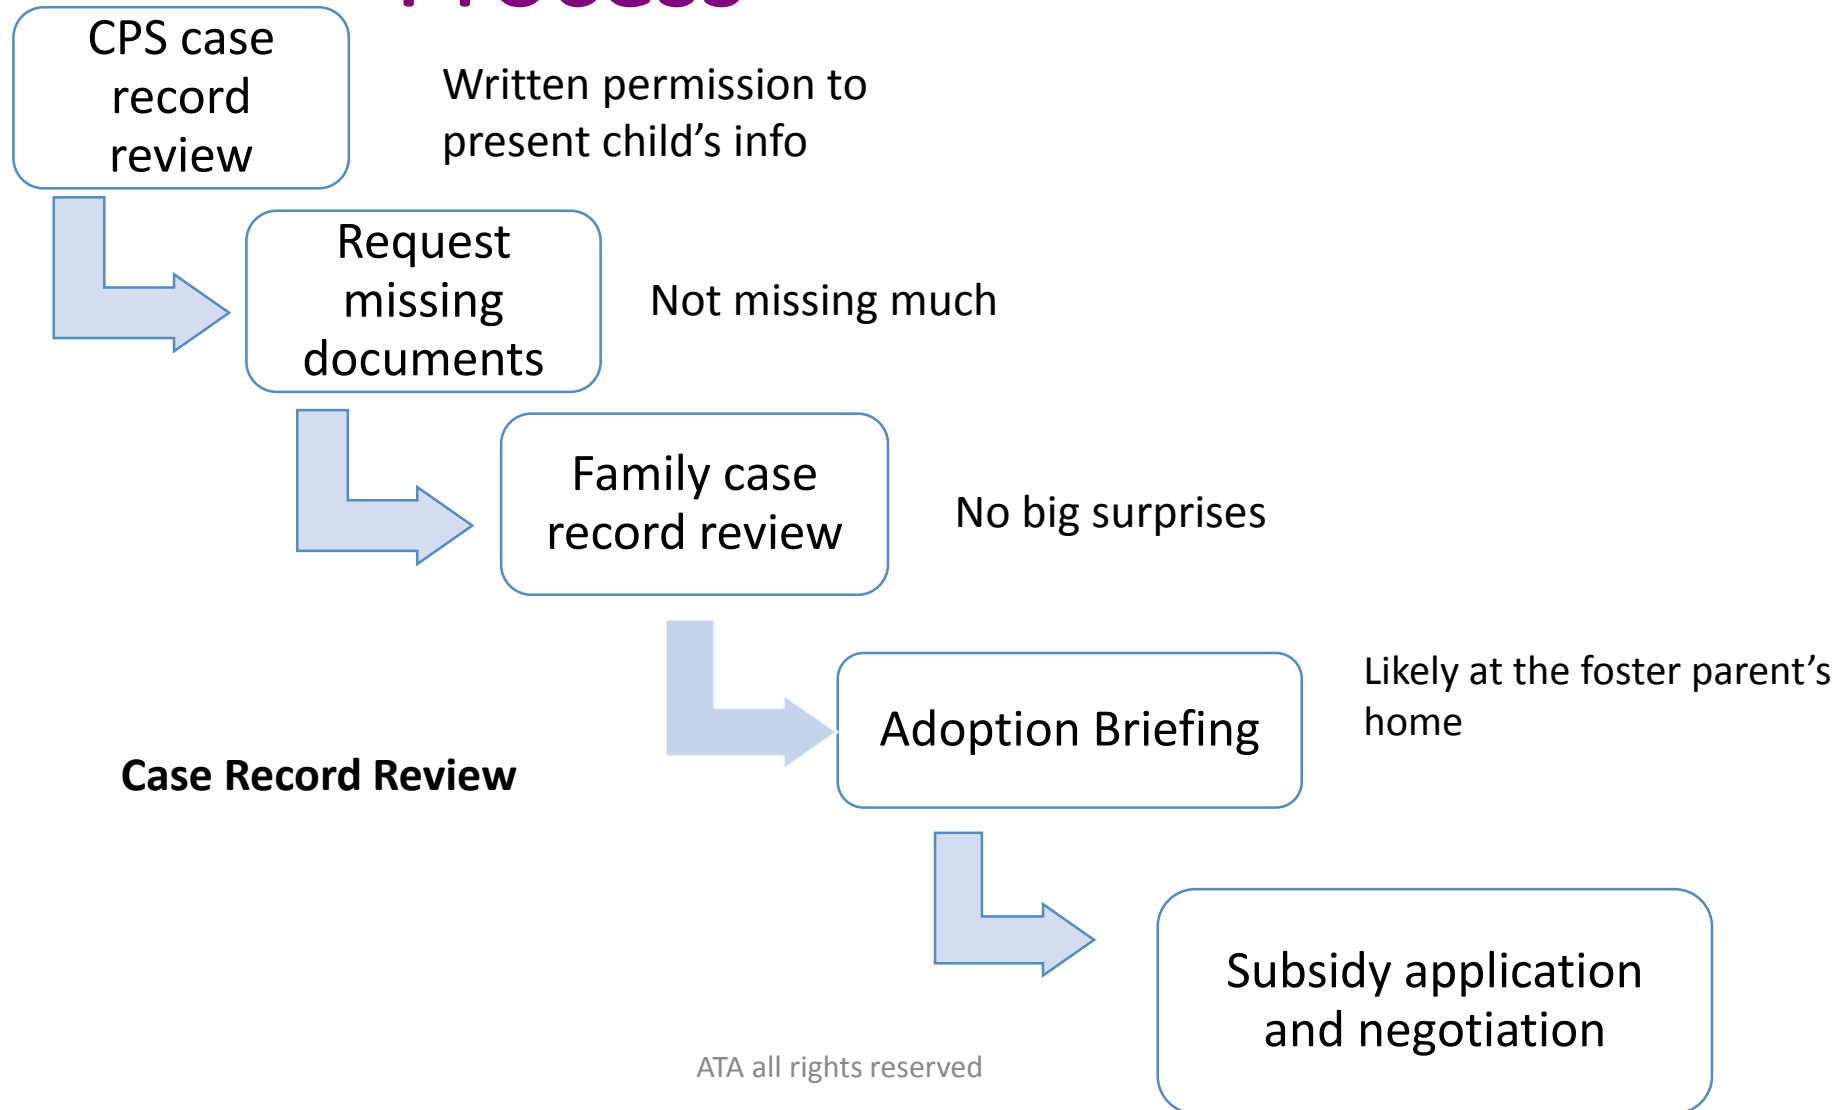 Process
CPS case
record
review
Written permission to
present child’s info
Request
missing
documents
Not missing much
Family case
record review
No big surprises
Adoption Briefing
Likely at the foster parent’s
home
Case Record Review
Subsidy application
and negotiation
ATA all rights reserved